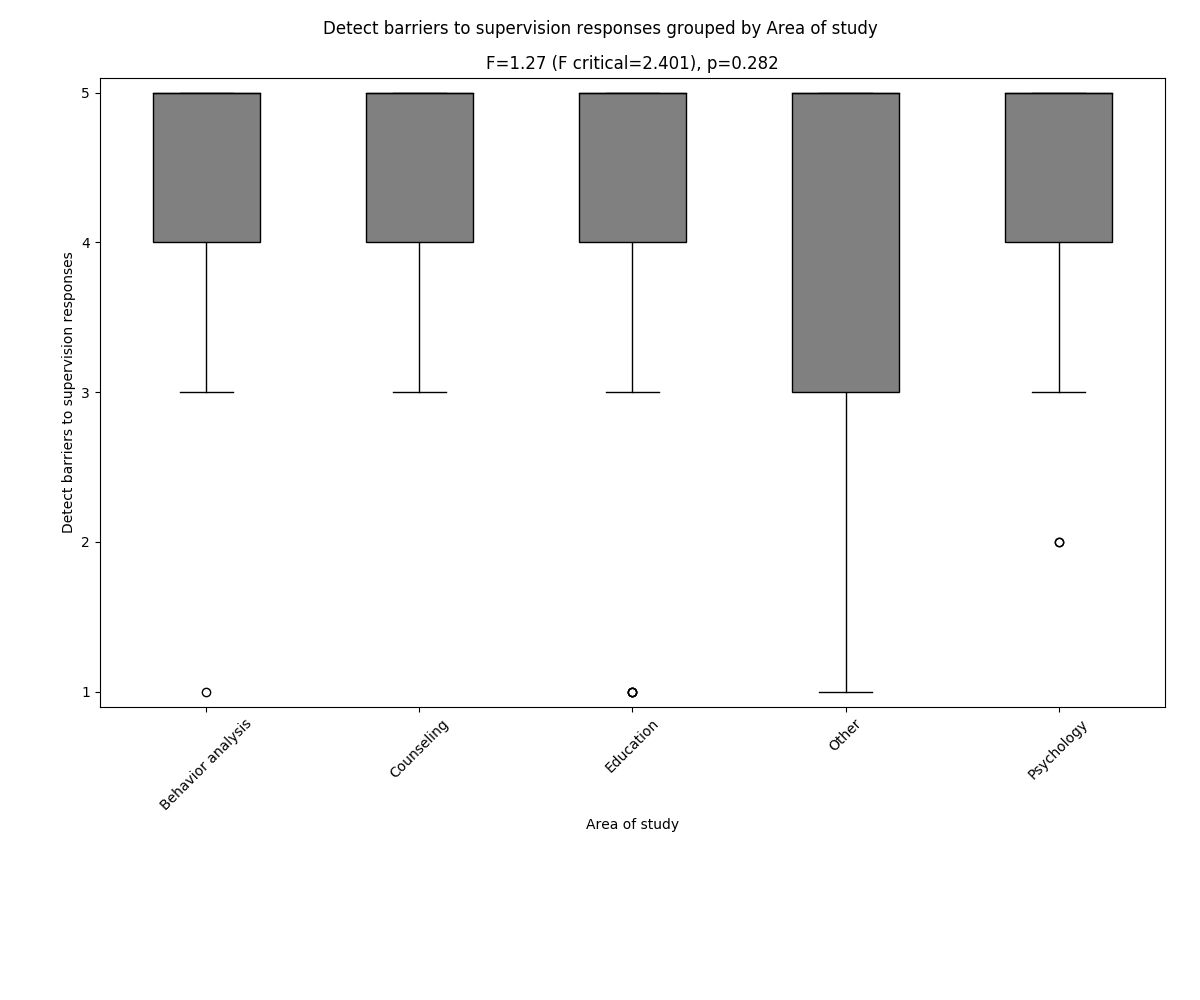 Detect barriers to supervision responses grouped by Area of study
F=1.27 (F critical=2.401), p=0.282
Detect barriers to supervision responses
5
4
3
2
1
Behavior analysis
Counseling
Education
Other
Psychology
Area of study